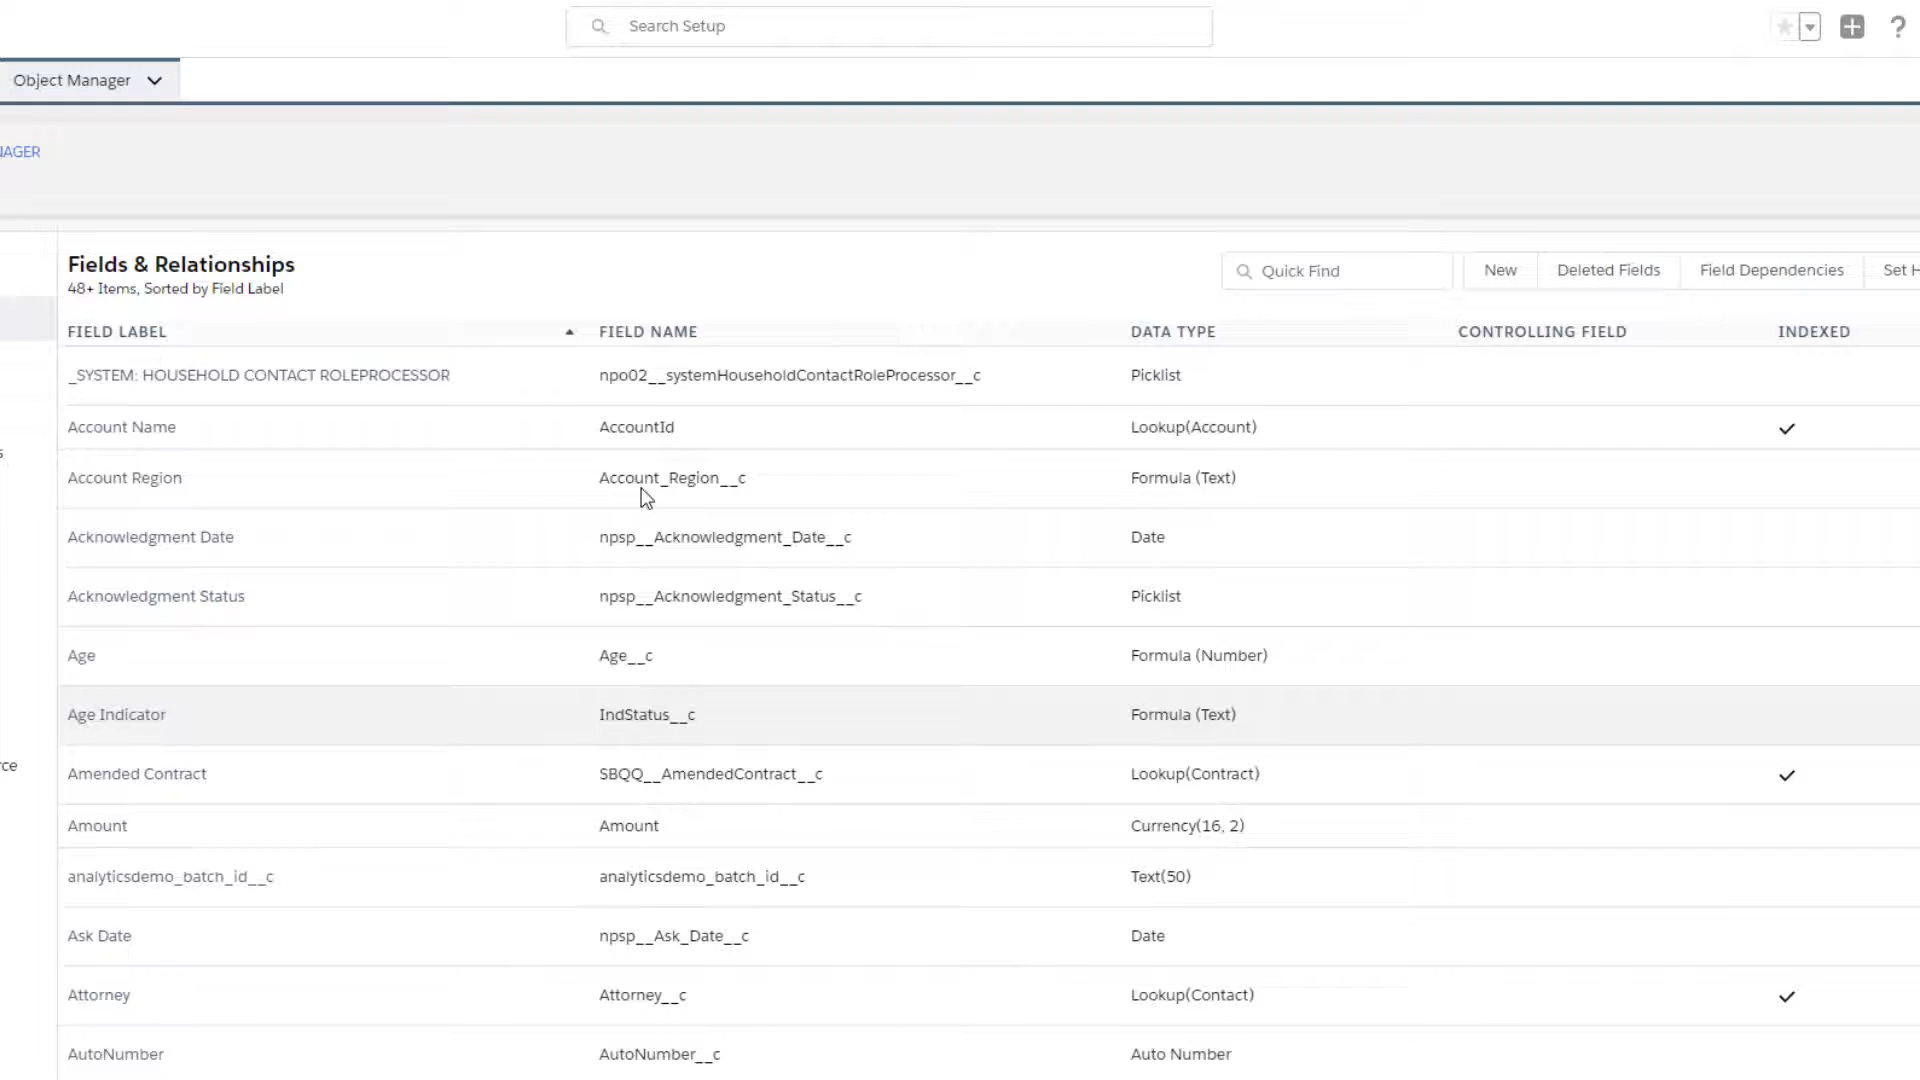 Search Setup
Object Manager
NAGER
Fields & Relationships
48+ Items, Sorted by Field Label
Quick Find
New
Deleted Fields
Field Dependencies
Set H
FIELD LABEL FIELD NAME DATA TYPE CONTROLLING FIELD INDEXED
_SYSTEM: HOUSEHOLD CONTACT ROLEPROCESSOR npo02__systemHouseholdContactRoleProcessor__c Picklist
Account Name AccountId Lookup(Account)
s
Account Region Account_Region__c Formula (Text)
Acknowledgment Date npsp__Acknowledgment_Date__c Date
Acknowledgment Status npsp__Acknowledgment_Status__c Picklist
Age Age__c Formula (Number)
Age Indicator IndStatus__c Formula (Text)
rce
Amended Contract SBQQ__AmendedContract__c Lookup(Contract)
Amount Amount Currency(16, 2)
analyticsdemo_batch_id__c analyticsdemo_batch_id__c Text(50)
Ask Date npsp__Ask_Date__c Date
Attorney Attorney__c Lookup(Contact)
AutoNumber AutoNumber__c Auto Number